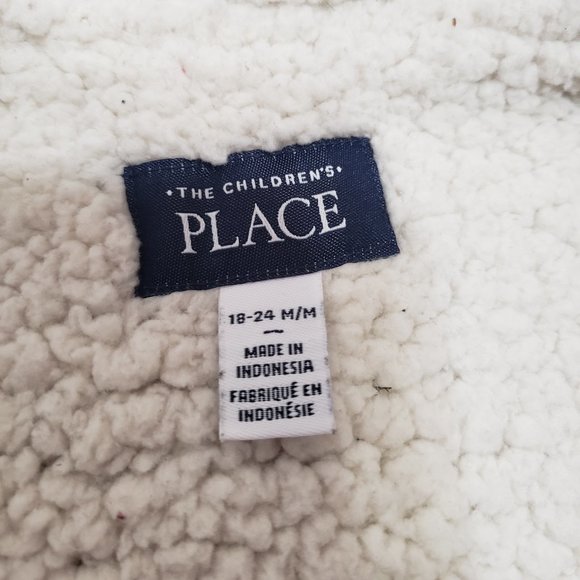 •THE CHILDREN'S•
PLACE
18-24 M/M
MADE IN
INDONESIA
FABRIQUÉ EN
INDONÉSIE